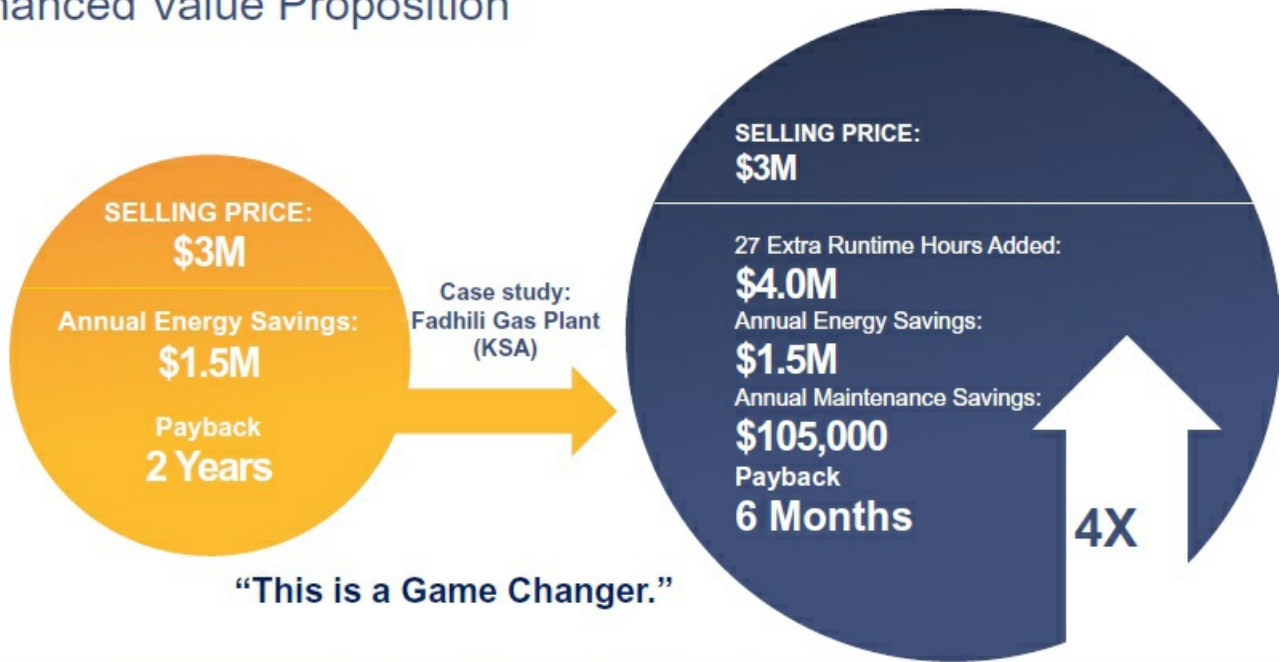 Value Proposition
SELLING PRICE:
$3M
Annual Energy Savings:
$1.5M
Payback
2 Years
Case study:
Fadhili Gas Plant
(KSA)
SELLING PRICE:
$3M
27 Extra Runtime Hours Added:
$4.0M
Annual Energy Savings:
$1.5M
Annual Maintenance Savings:
$105,000
Payback
6 Months
4X
“This is a Game Changer.”